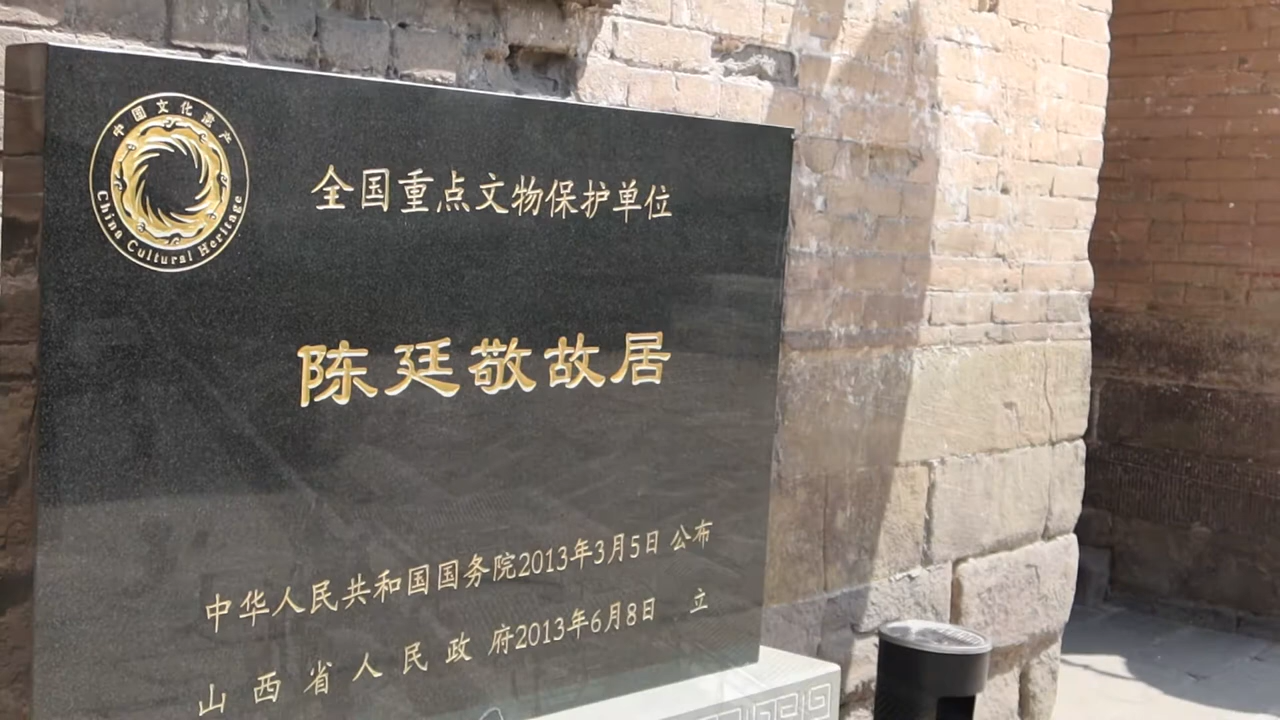 中国文化遗产
China Cultural Heritage
全国重点文物保护单位
陈廷敬故居
中华人民共和国国务院2013年3月5日 公布
山西省人民政府2013年6月8日 立